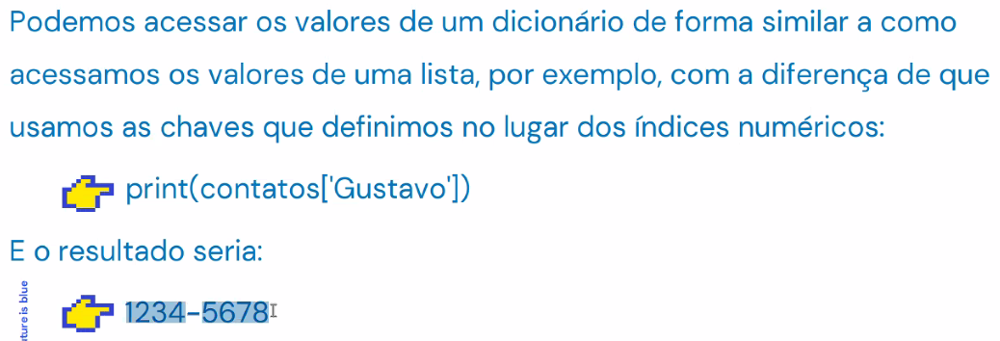 Podemos acessar os valores de um dicionário de forma similar a como
acessamos os valores de uma lista, por exemplo, com a diferença de que
usamos as chaves que definimos no lugar dos índices numéricos:
print(contatos['Gustavo'])
E o resultado seria:
1234-5678
ture is blue